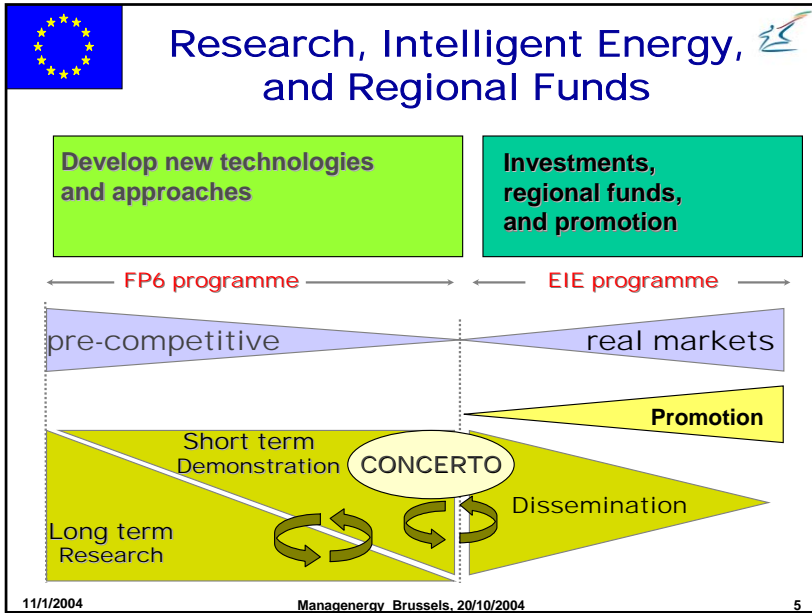 Research, Intelligent Energy,
and Regional Funds
Develop new technologies
and approaches
Investments,
regional funds,
and promotion
FP6 programme
EIE programme
pre-competitive
real markets
Promotion
Short term
Demonstration
CONCERTO
Dissemination
Long term
Research
11/1/2004
Managenergy Brussels, 20/10/2004
5